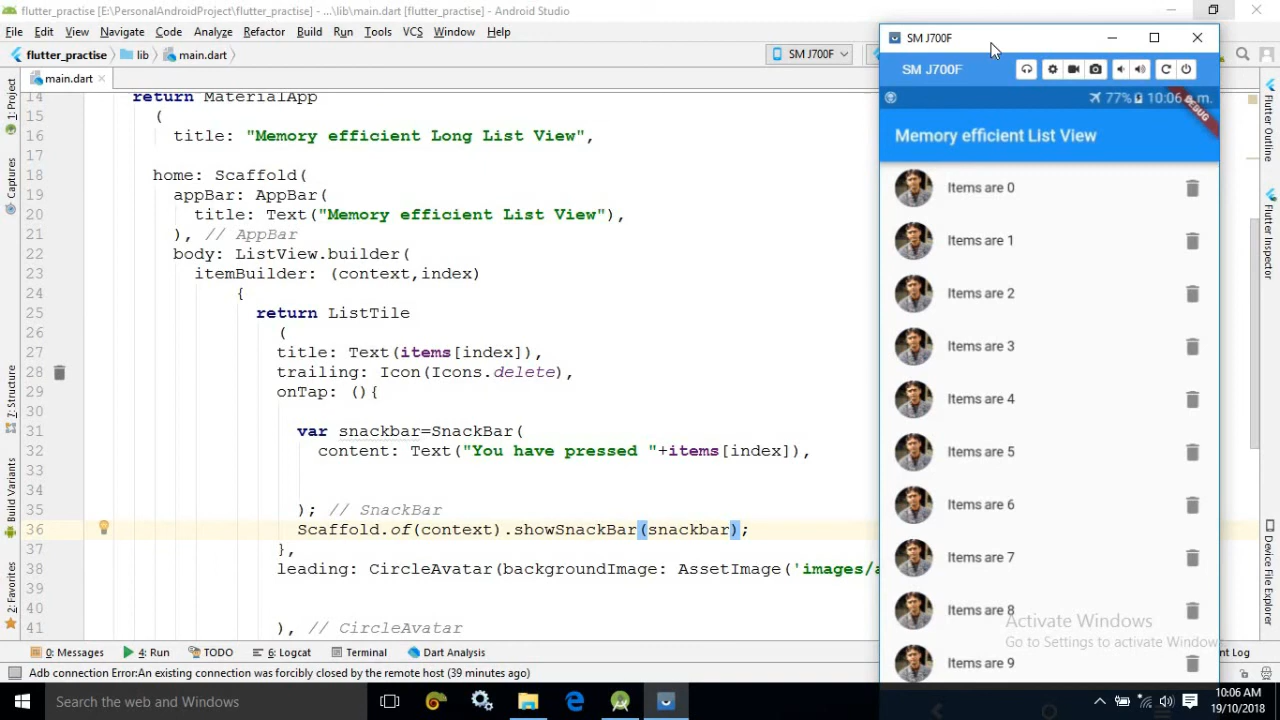 flutter_practise [E:\PersonalAndroidProject\flutter_practise] - ...\lib\main.dart [flutter_practise] - Android Studio
File Edit View Navigate Code Analyze Refactor Build Run Tools VCS Window Help
flutter_practise lib main.dart SM J700F
main.dart
14 return MaterialApp
15 (
16 title: "Memory efficient Long List View",
17
18 home: Scaffold(
19 appBar: AppBar(
20 title: Text("Memory efficient List View"),
21 ), // AppBar
22 body: ListView.builder(
23 itemBuilder: (context,index)
24 {
25 return ListTile
26 (
27 title: Text(items[index]),
28 trailing: Icon(Icons.delete),
29 onTap: (){
30
31 var snackbar=SnackBar(
32 content: Text("You have pressed "+items[index]),
33
34
35 ); // SnackBar
36 Scaffold.of(context).showSnackBar(snackbar);
37 },
38 leading: CircleAvatar(backgroundImage: AssetImage('images/a
39
40
41 ), // CircleAvatar
1: Project
Captures
7: Structure
Build Variants
2: Favorites
SM J700F
SM J700F
77% 10:06 a.m.
DEBUG
Memory efficient List View
Items are 0
Items are 1
Items are 2
Items are 3
Items are 4
Items are 5
Items are 6
Items are 7
Items are 8
Items are 9
Activate Windows
Go to Settings to activate Window
Flutter Outline
Flutter Inspector
Device File Explorer
0: Messages 4: Run TODO 6: Logcat Terminal Dart Analysis nt Log
Adb connection Error:An existing connection was forcibly closed by the remote host (39 minutes ago)
Search the web and Windows
10:06 AM
19/10/2018